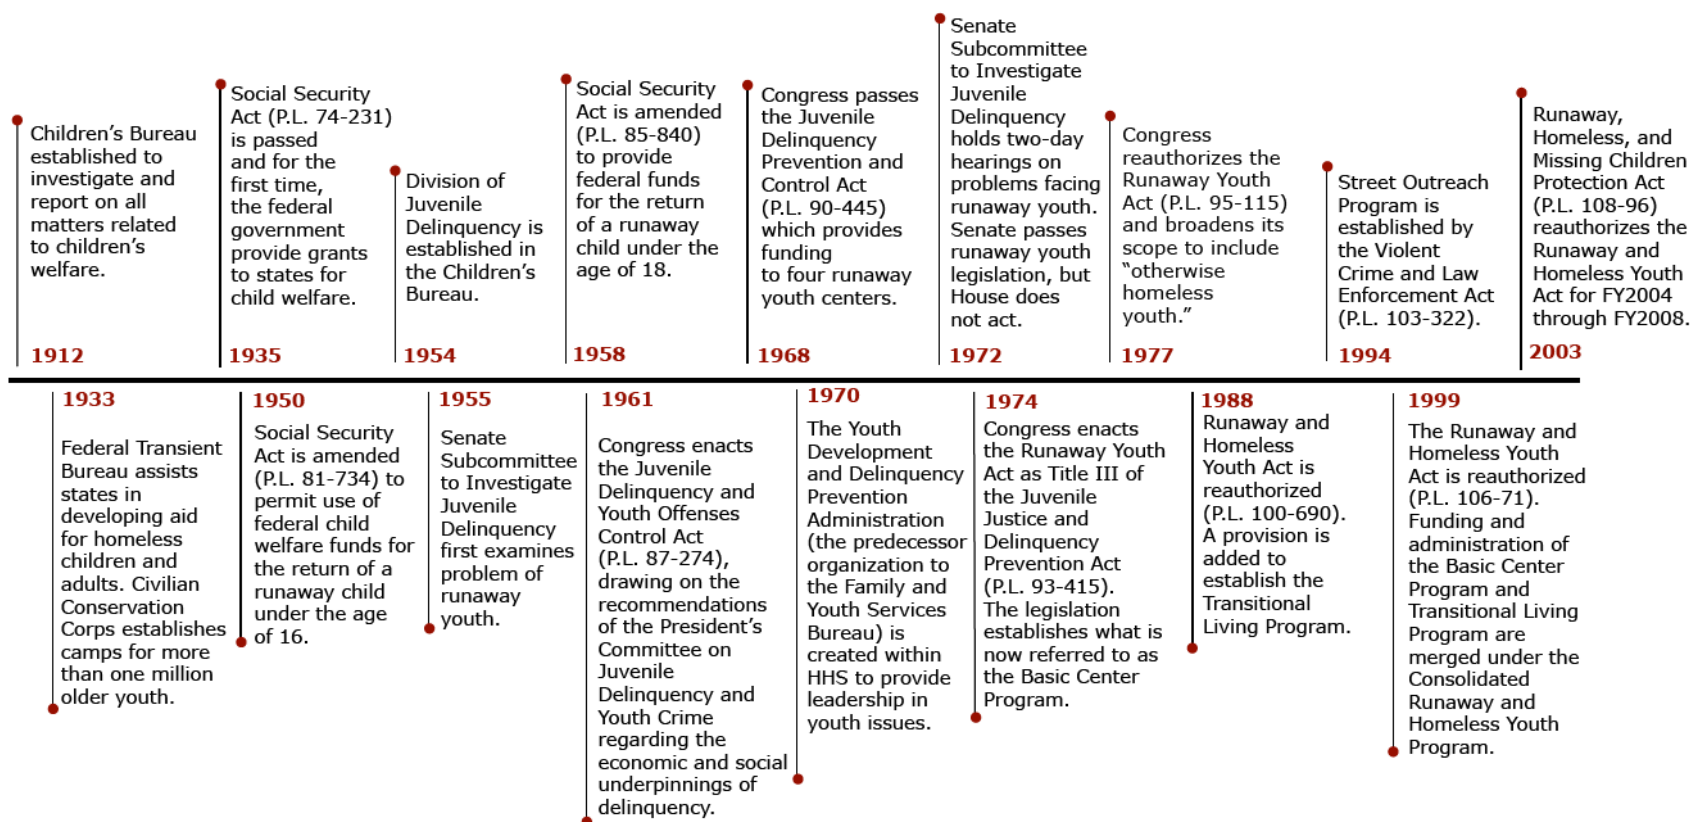 Children's Bureau
established to
investigate and
report on all
matters related
to children's
welfare.
1912
Social Security
Act (P.L. 74-231)
is passed
and for the
first time,
the federal
government
provide grants
to states for
child welfare.
1935
Division of
Juvenile
Delinquency is
established in
the Children's
Bureau.
1954
Social Security
Act is amended
(P.L. 85-840)
to provide
federal funds
for the return
of a runaway
child under the
age of 18.
1958
Congress passes
the Juvenile
Delinquency
Prevention and
Control Act
(P.L. 90-445)
which provides
funding
to four runaway
youth centers.
1968
Senate
Subcommittee
to Investigate
Juvenile
Delinquency
holds two-day
hearings on
problems facing
runaway youth.
Senate passes
runaway youth
legislation, but
House does
not act.
1972
Congress
reauthorizes the
Runaway Youth
Act (P.L. 95-115)
and broadens its
scope to include
“otherwise
homeless
youth.”
1977
Street Outreach
Program is
established by
the Violent
Crime and Law
Enforcement Act
(P.L. 103-322).
1994
Runaway,
Homeless, and
Missing Children
Protection Act
(P.L. 108-96)
reauthorizes the
Runaway and
Homeless Youth
Act for FY2004
through FY2008.
2003
1933
Federal Transient
Bureau assists
states in
developing aid
for homeless
children and
adults. Civilian
Conservation
Corps establishes
camps for more
than one million
older youth.
1950
Social Security
Act is amended
(P.L. 81-734) to
permit use of
federal child
welfare funds for
the return of a
runaway child
under the age
of 16.
1955
Senate
Subcommittee
to Investigate
Juvenile
Delinquency
first examines
problem of
runaway
youth.
1961
Congress enacts
the Juvenile
Delinquency and
Youth Offenses
Control Act
(P.L. 87-274),
drawing on the
recommendations
of the President's
Committee on
Juvenile
Delinquency and
Youth Crime
regarding the
economic and social
underpinnings of
delinquency.
1970
The Youth
Development
and Delinquency
Prevention
Administration
(the predecessor
organization to
the Family and
Youth Services
Bureau) is
created within
HHS to provide
leadership in
youth issues.
1974
Congress enacts
the Runaway Youth
Act as Title III of
the Juvenile
Justice and
Delinquency
Prevention Act
(P.L. 93-415).
The legislation
establishes what is
now referred to as
the Basic Center
Program.
1988
Runaway and
Homeless
Youth Act is
reauthorized
(P.L. 100-690).
A provision is
added to
establish the
Transitional
Living Program.
1999
The Runaway and
Homeless Youth
Act is reauthorized
(P.L. 106-71).
Funding and
administration of
the Basic Center
Program and
Transitional Living
Program are
merged under the
Consolidated
Runaway and
Homeless Youth
Program.